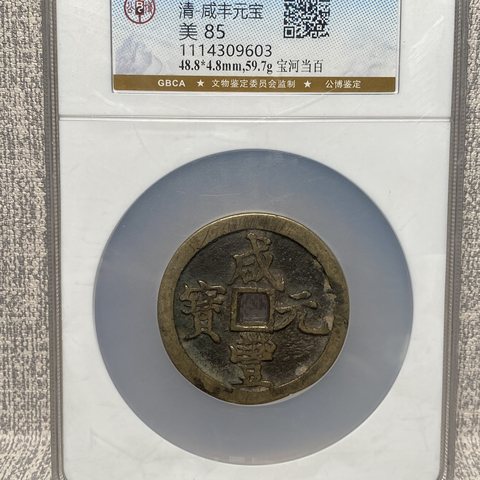 清·咸丰元宝
美 85
1114309603
48.8*4.8mm,59.7g 宝河当百
GBCA ★ 文物鉴定委员会监制 ★ 公博鉴定
咸
寶 元
豐